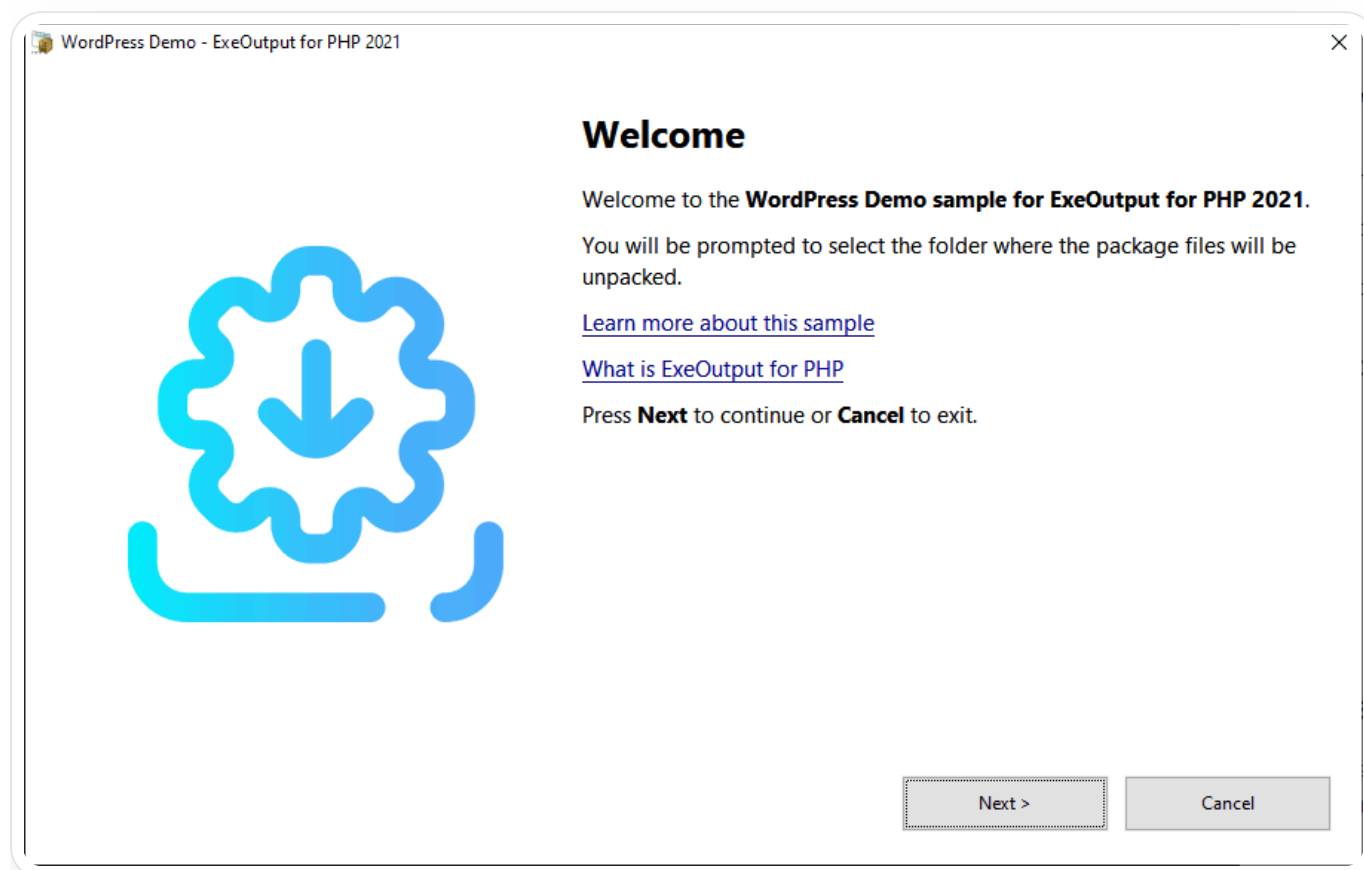 WordPress Demo - ExeOutput for PHP 2021
Welcome
Welcome to the WordPress Demo sample for ExeOutput for PHP 2021.
You will be prompted to select the folder where the package files will be
unpacked.
Learn more about this sample
What is ExeOutput for PHP
Press Next to continue or Cancel to exit.
Next >
Cancel